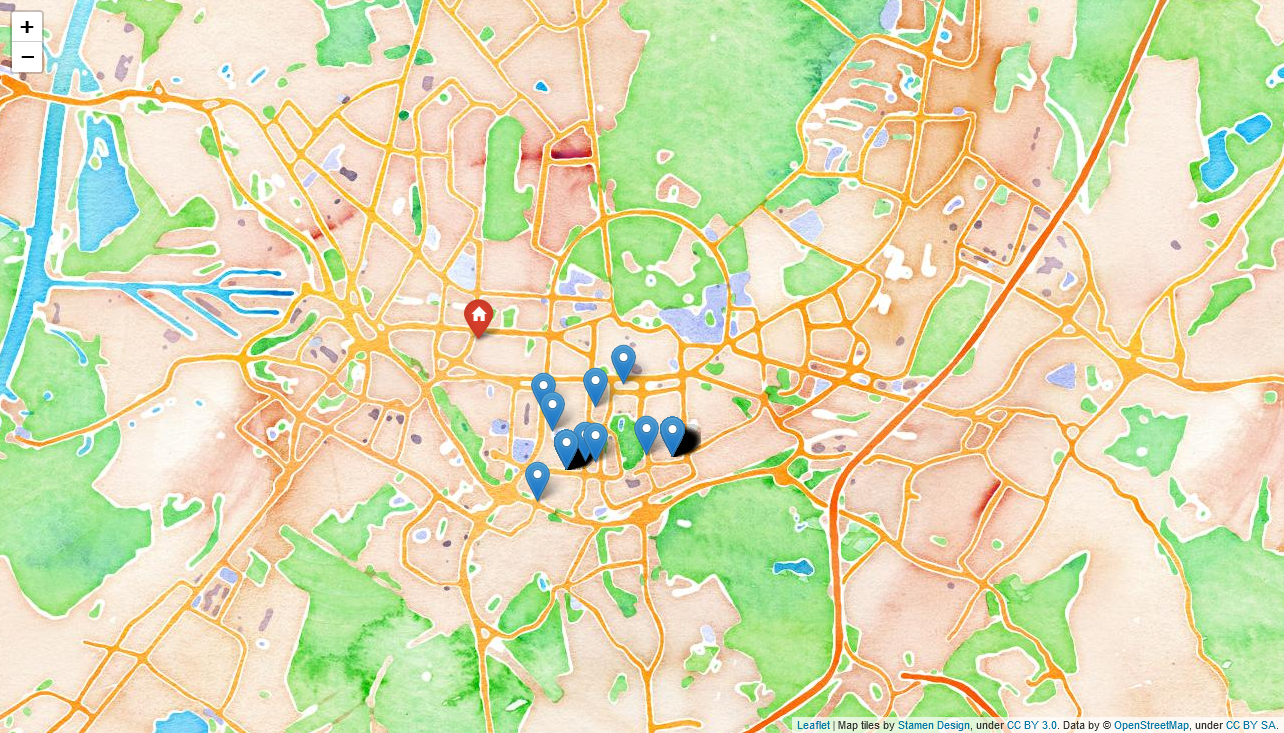 +
−
Leaflet | Map tiles by Stamen Design, under CC BY 3.0. Data by © OpenStreetMap, under CC BY SA.